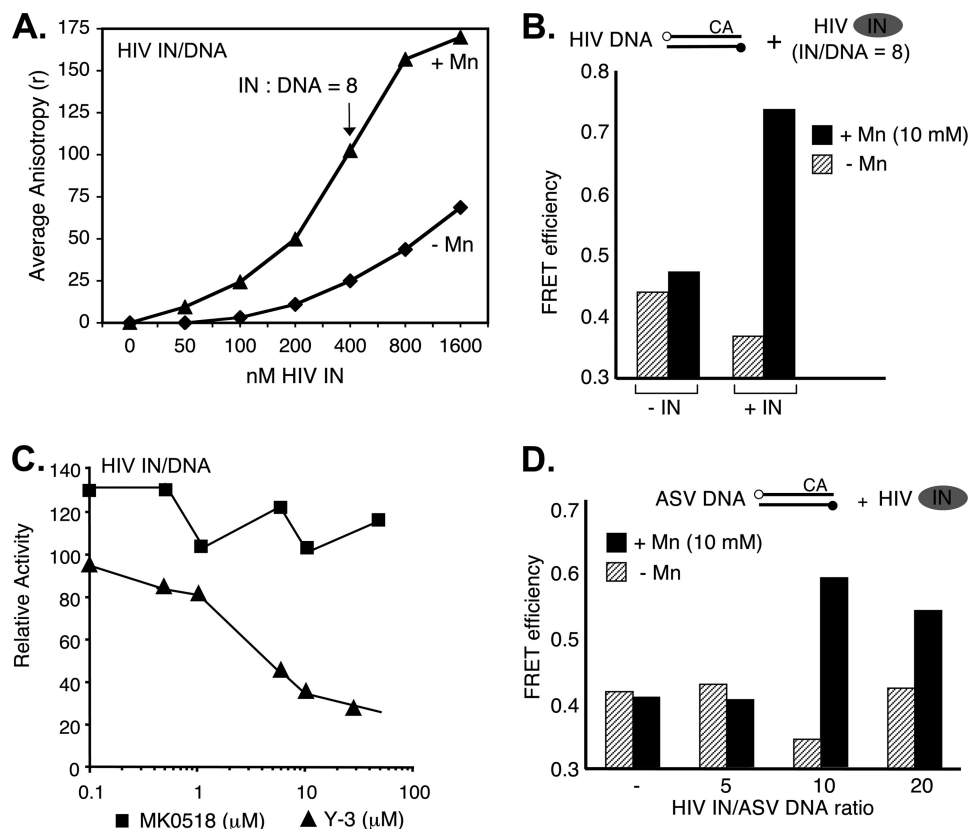 A.
HIV IN/DNA
Average Anisotropy (r)
175
150
125
100
75
50
25
0
IN : DNA = 8
+ Mn
- Mn
0 50 100 200 400 800 1600
nM HIV IN
B.
HIV DNA CA + HIV IN
(IN/DNA = 8)
FRET efficiency
0.8
0.7
0.6
0.5
0.4
0.3
+ Mn (10 mM)
- Mn
- IN + IN
C.
HIV IN/DNA
Relative Activity
140
120
100
80
60
40
20
0
0.1 1 10 100
MK0518 (μM) Y-3 (μM)
D.
ASV DNA CA + HIV IN
FRET efficiency
0.7
0.6
0.5
0.4
0.3
+ Mn (10 mM)
- Mn
- 5 10 20
HIV IN/ASV DNA ratio